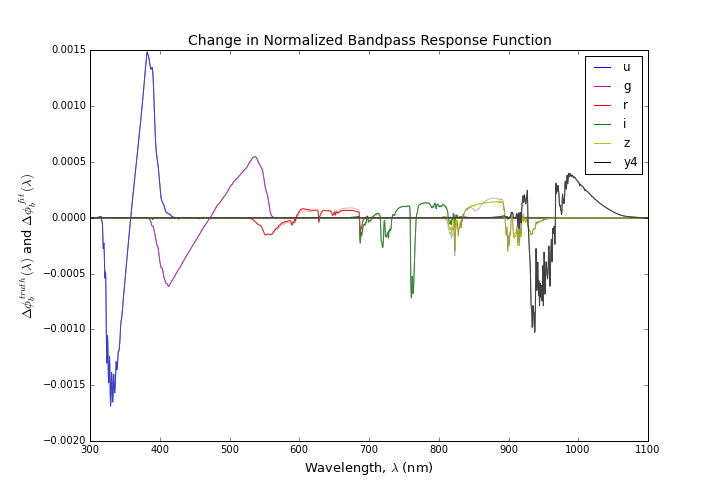 Change in Normalized Bandpass Response Function
Δϕ_b^truth (λ) and Δϕ_b^fit (λ)
0.0015
0.0010
0.0005
0.0000
−0.0005
−0.0010
−0.0015
−0.0020
u
g
r
i
z
y4
300 400 500 600 700 800 900 1000 1100
Wavelength, λ (nm)